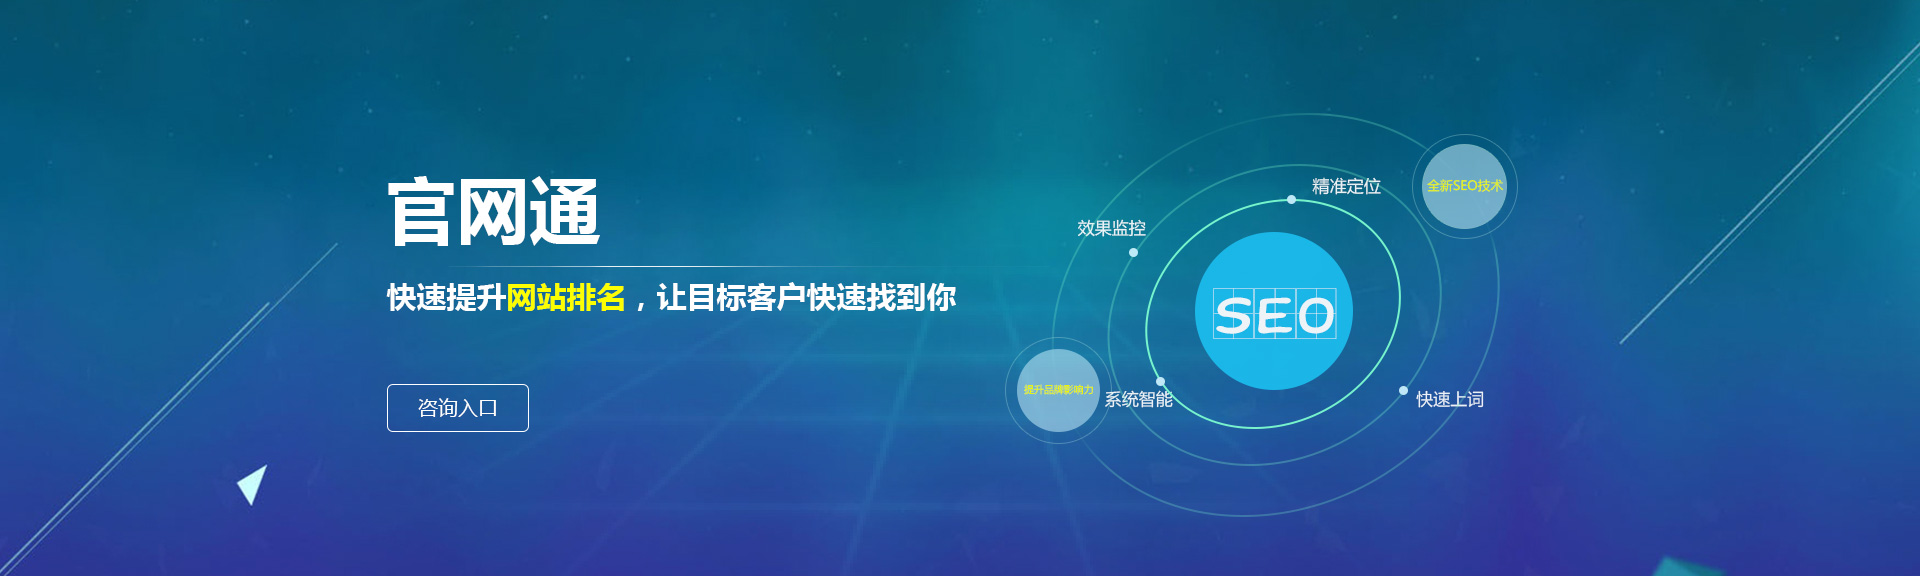 官网通
快速提升网站排名，让目标客户快速找到你
咨询入口
精准定位
全新SEO技术
效果监控
SEO
提升品牌影响力
系统智能
快速上词